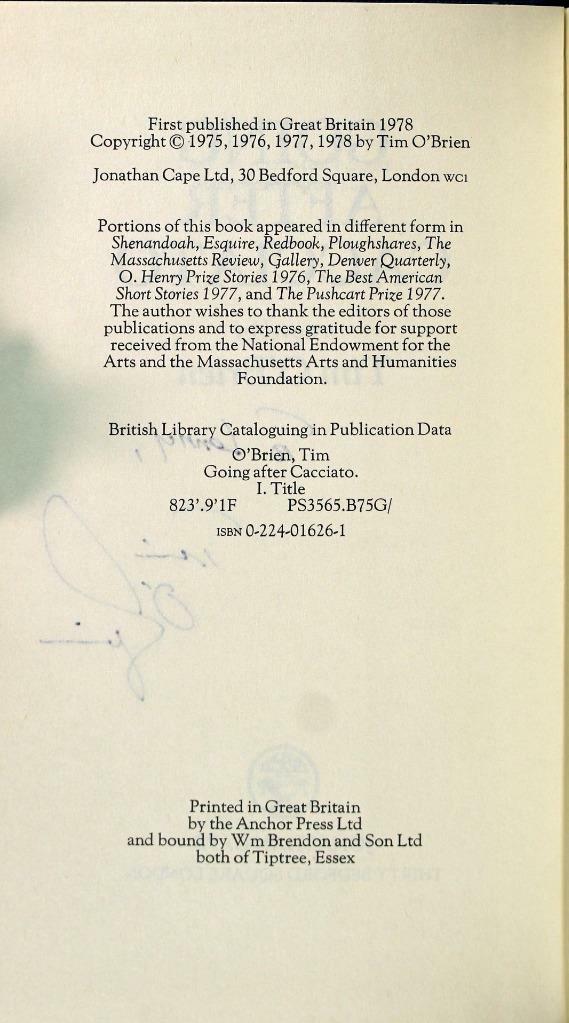 First published in Great Britain 1978
Copyright © 1975, 1976, 1977, 1978 by Tim O'Brien
Jonathan Cape Ltd, 30 Bedford Square, London WC1
Portions of this book appeared in different form in
Shenandoah, Esquire, Redbook, Ploughshares, The
Massachusetts Review, Gallery, Denver Quarterly,
O. Henry Prize Stories 1976, The Best American
Short Stories 1977, and The Pushcart Prize 1977.
The author wishes to thank the editors of those
publications and to express gratitude for support
received from the National Endowment for the
Arts and the Massachusetts Arts and Humanities
Foundation.
British Library Cataloguing in Publication Data
O'Brien, Tim
Going after Cacciato.
I. Title
823'.9'1F PS3565.B75G/
ISBN 0-224-01626-1
Printed in Great Britain
by the Anchor Press Ltd
and bound by Wm Brendon and Son Ltd
both of Tiptree, Essex